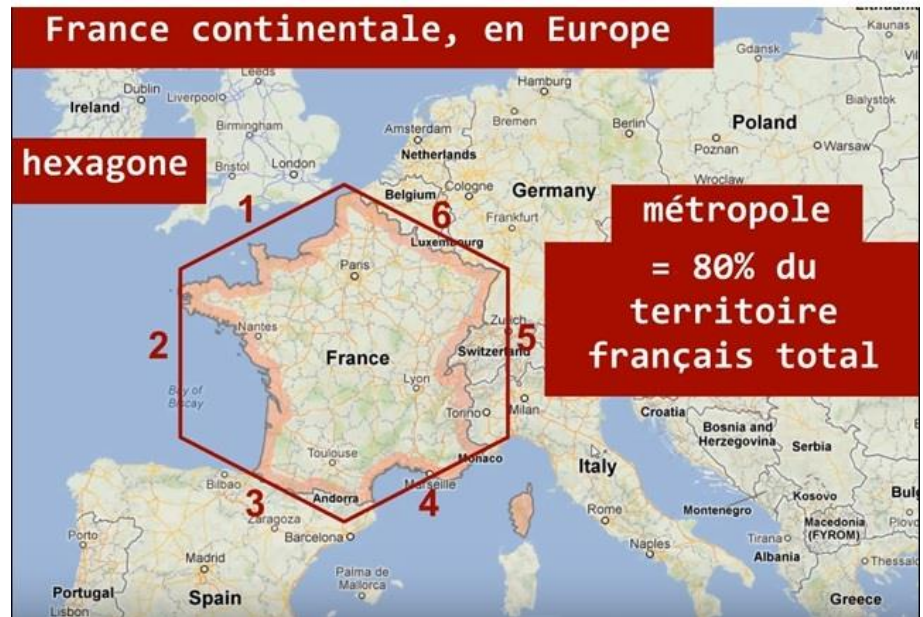 France continentale, en Europe
hexagone
métropole
= 80% du
territoire
français total
1
2
3
4
5
6
Kaunas
Gdansk
Leeds
Dublin
Liverpool
Ireland
Hamburg
Bremen
Bialystok
Birmingham
Amsterdam
Berlin
Poland
Netherlands
Poznan
Warsaw
Bristol
London
Wroclaw
Belgium
Cologne
Germany
Frankfurt
Luxembourg
Paris
Zurich
Nantes
Switzerland
France
Bay of
Biscay
Lyon
Milan
Torino
Croatia
Bosnia and
Herzegovina
Serbia
Toulouse
Monaco
Bilbao
Marseille
Italy
Andorra
Kosovo
Bulg
Zaragoza
Montenegro
Porto
Barcelona
Rome
Macedonia
(FYROM)
Plovo
Tirana
Albania
Madrid
Naples
Thessal
Palma de
Mallorca
Portugal
Spain
Greece
Lisbon